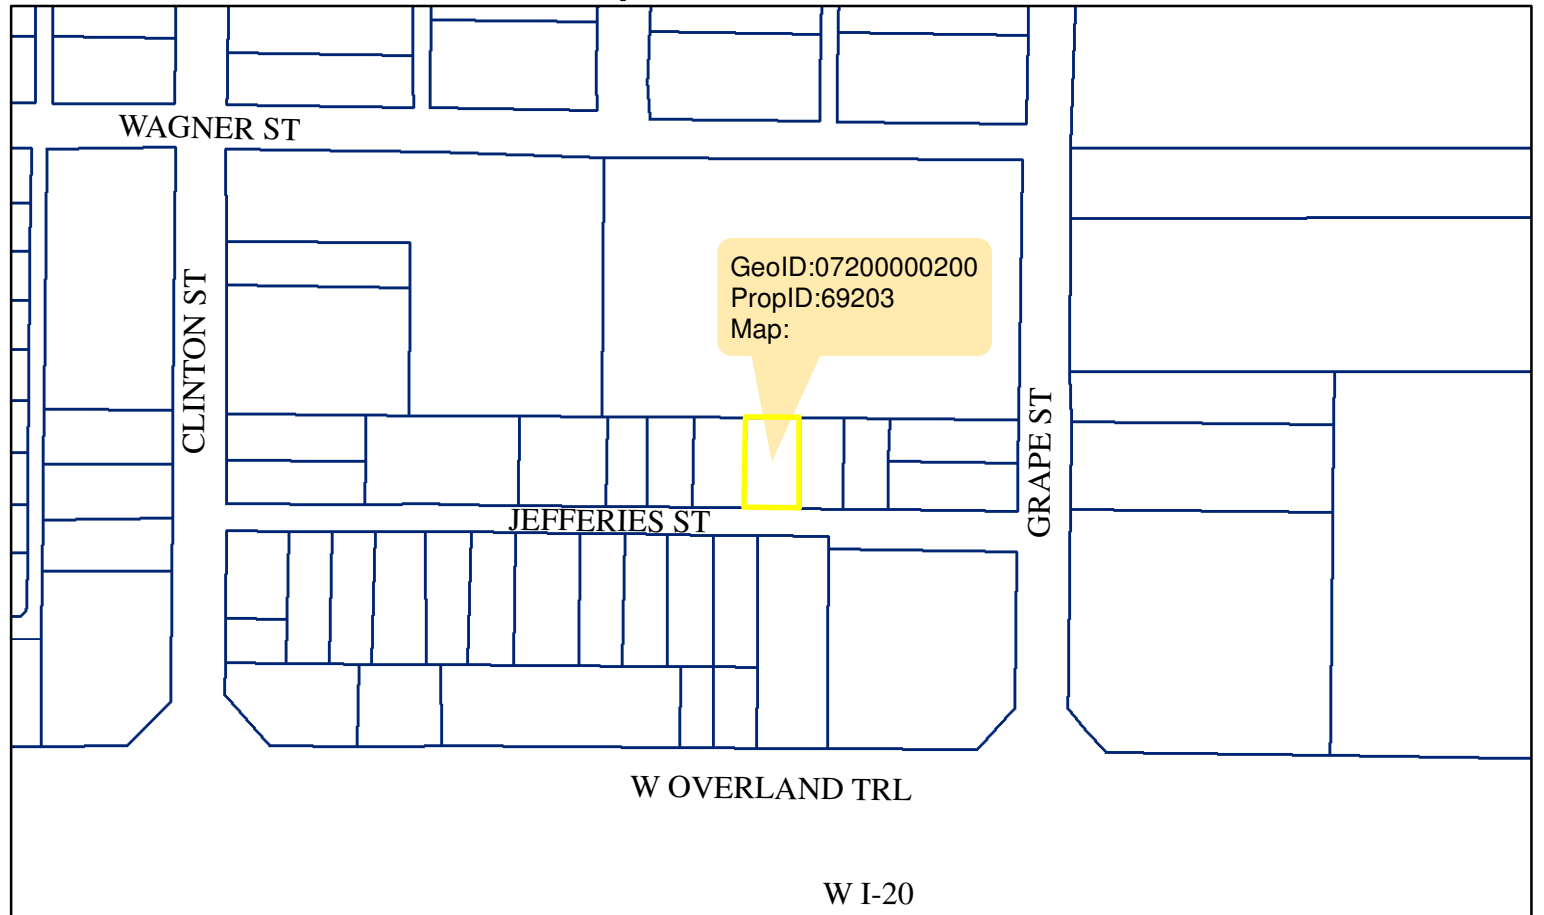 WAGNER ST
CLINTON ST
GeoID:07200000200
PropID:69203
Map:
GRAPE ST
JEFFERIES ST
W OVERLAND TRL
W I-20